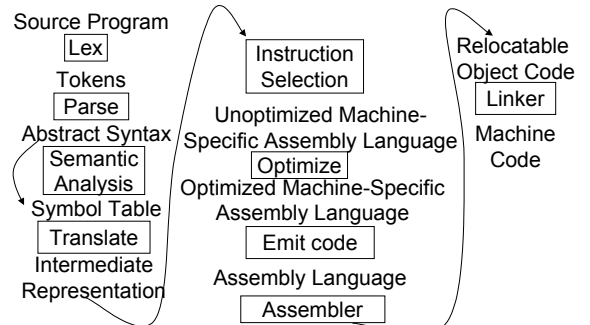 Source Program
Lex
Tokens
Parse
Abstract Syntax
Semantic
Analysis
Symbol Table
Translate
Intermediate
Representation
Instruction
Selection
Unoptimized Machine-
Specific Assembly Language
Optimize
Optimized Machine-Specific
Assembly Language
Emit code
Assembly Language
Assembler
Relocatable
Object Code
Linker
Machine
Code